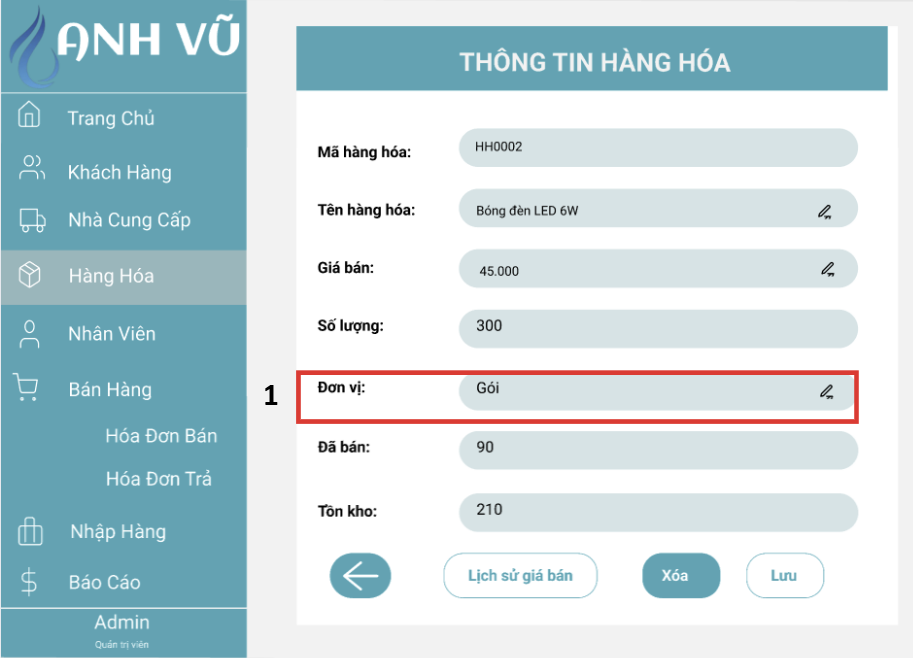 ANH VŨ
Trang Chủ
Khách Hàng
Nhà Cung Cấp
Hàng Hóa
Nhân Viên
Bán Hàng
Hóa Đơn Bán
Hóa Đơn Trả
Nhập Hàng
Báo Cáo
Admin
Quản trị viên
THÔNG TIN HÀNG HÓA
Mã hàng hóa: HH0002
Tên hàng hóa: Bóng đèn LED 6W
Giá bán: 45.000
Số lượng: 300
1 Đơn vị: Gói
Đã bán: 90
Tồn kho: 210
Lịch sử giá bán Xóa Lưu